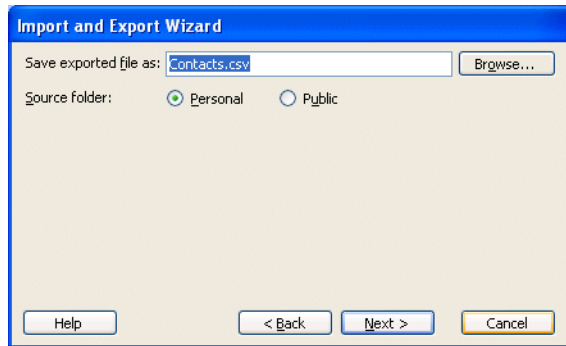 Import and Export Wizard
Save exported file as: Contacts.csv Browse...
Source folder: Personal Public
Help < Back Next > Cancel